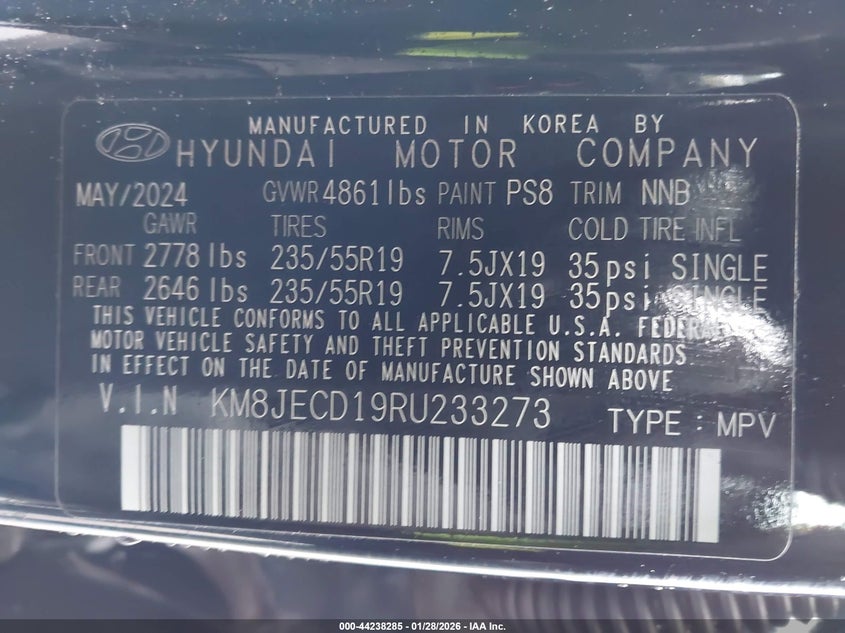 MANUFACTURED IN KOREA BY
HYUNDAI MOTOR COMPANY
MAY/2024 GVWR 4861 lbs PAINT PS8 TRIM NNB
GAWR TIRES RIMS COLD TIRE INFL
FRONT 2778 lbs 235/55R19 7.5JX19 35psi SINGLE
REAR 2646 lbs 235/55R19 7.5JX19 35psi SINGLE
THIS VEHICLE CONFORMS TO ALL APPLICABLE U.S.A. FEDERAL
MOTOR VEHICLE SAFETY AND THEFT PREVENTION STANDARDS
IN EFFECT ON THE DATE OF MANUFACTURE SHOWN ABOVE
V.I.N KM8JECD19RU233273 TYPE : MPV
000-44238285 - 01/28/2026 - IAA Inc.